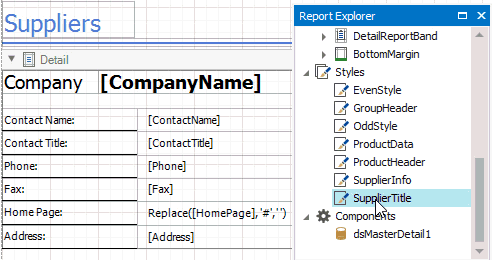 Suppliers
Detail
Company [CompanyName]
Contact Name: [ContactName]
Contact Title: [ContactTitle]
Phone: [Phone]
Fax: [Fax]
Home Page: Replace([HomePage],'#','')
Address: [Address]
Report Explorer
DetailReportBand
BottomMargin
Styles
EvenStyle
GroupHeader
OddStyle
ProductData
ProductHeader
SupplierInfo
SupplierTitle
Components
dsMasterDetail1